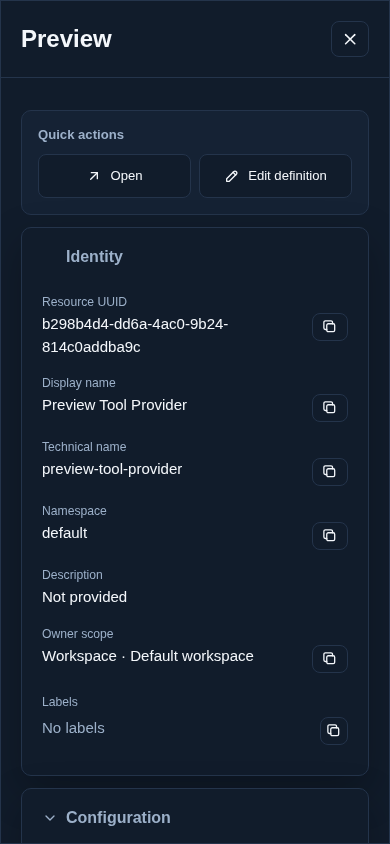 Preview
Quick actions
Open
Edit definition
Identity
Resource UUID
b298b4d4-dd6a-4ac0-9b24-
814c0addba9c
Display name
Preview Tool Provider
Technical name
preview-tool-provider
Namespace
default
Description
Not provided
Owner scope
Workspace · Default workspace
Labels
No labels
Configuration